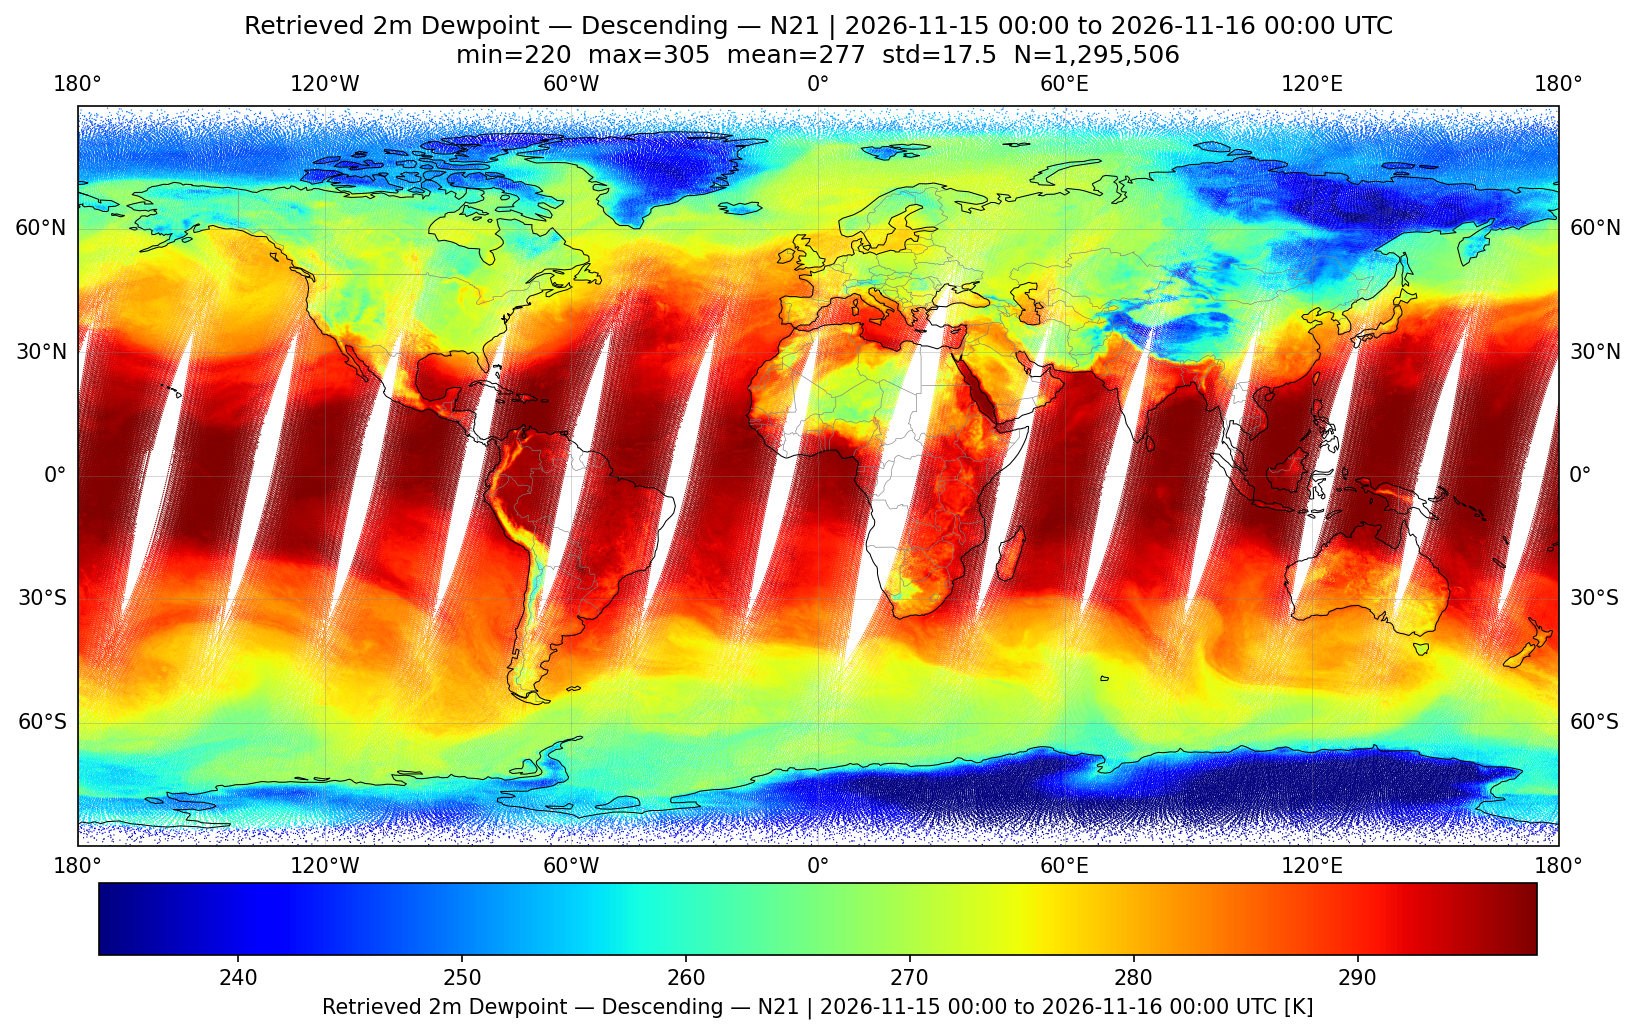 Retrieved 2m Dewpoint — Descending — N21 | 2026-11-15 00:00 to 2026-11-16 00:00 UTC
min=220  max=305  mean=277  std=17.5  N=1,295,506
180° 120°W 60°W 0° 60°E 120°E 180°
60°N 60°N
30°N 30°N
0° 0°
30°S 30°S
60°S 60°S
180° 120°W 60°W 0° 60°E 120°E 180°
240 250 260 270 280 290
Retrieved 2m Dewpoint — Descending — N21 | 2026-11-15 00:00 to 2026-11-16 00:00 UTC [K]